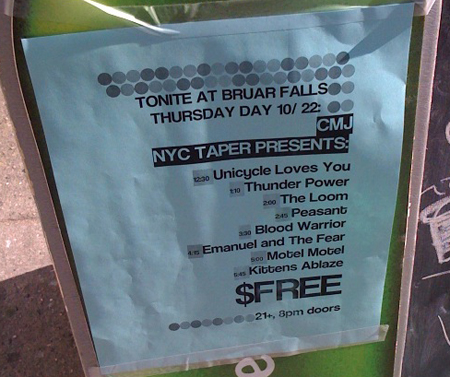 TONITE AT BRUAR FALLS
THURSDAY DAY 10/ 22:
CMJ
NYC TAPER PRESENTS:
12:30 Unicycle Loves You
1:10 Thunder Power
2:00 The Loom
2:45 Peasant
3:30 Blood Warrior
4:15 Emanuel and The Fear
5:00 Motel Motel
5:45 Kittens Ablaze
$FREE
21+, 8pm doors